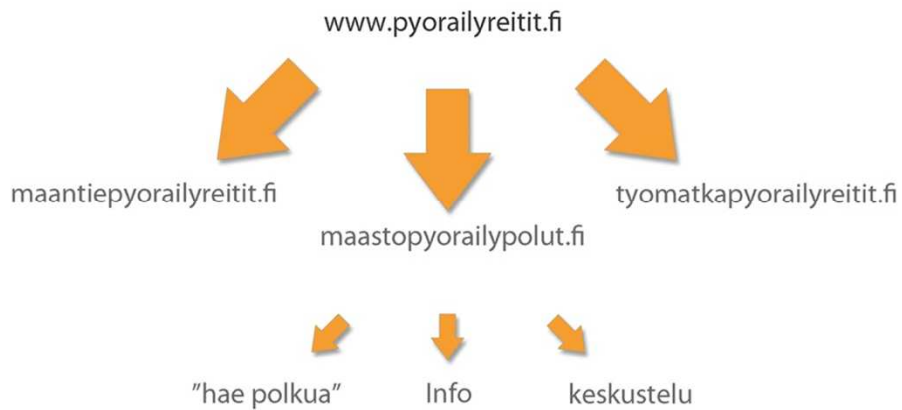 www.pyorailyreitit.fi
maantiepyorailyreitit.fi
tyomatkapyorailyreitit.fi
maastopyorailypolut.fi
"hae polkua"
Info
keskustelu